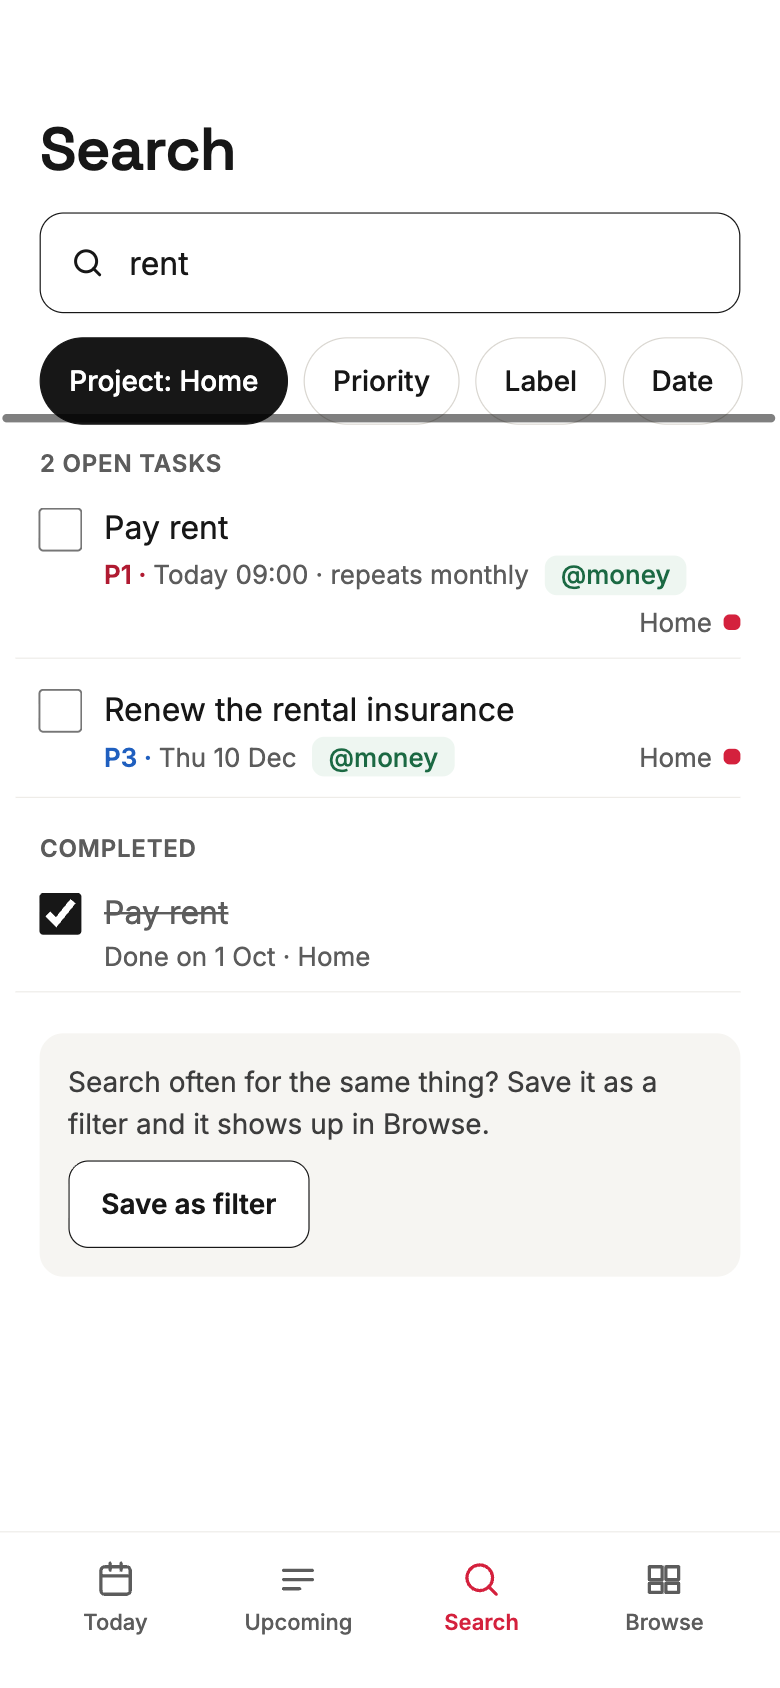 Search
rent
Project: Home Priority Label Date
2 OPEN TASKS
Pay rent
P1 · Today 09:00 · repeats monthly @money
Home
Renew the rental insurance
P3 · Thu 10 Dec @money Home
COMPLETED
Pay rent
Done on 1 Oct · Home
Search often for the same thing? Save it as a
filter and it shows up in Browse.
Save as filter
Today Upcoming Search Browse